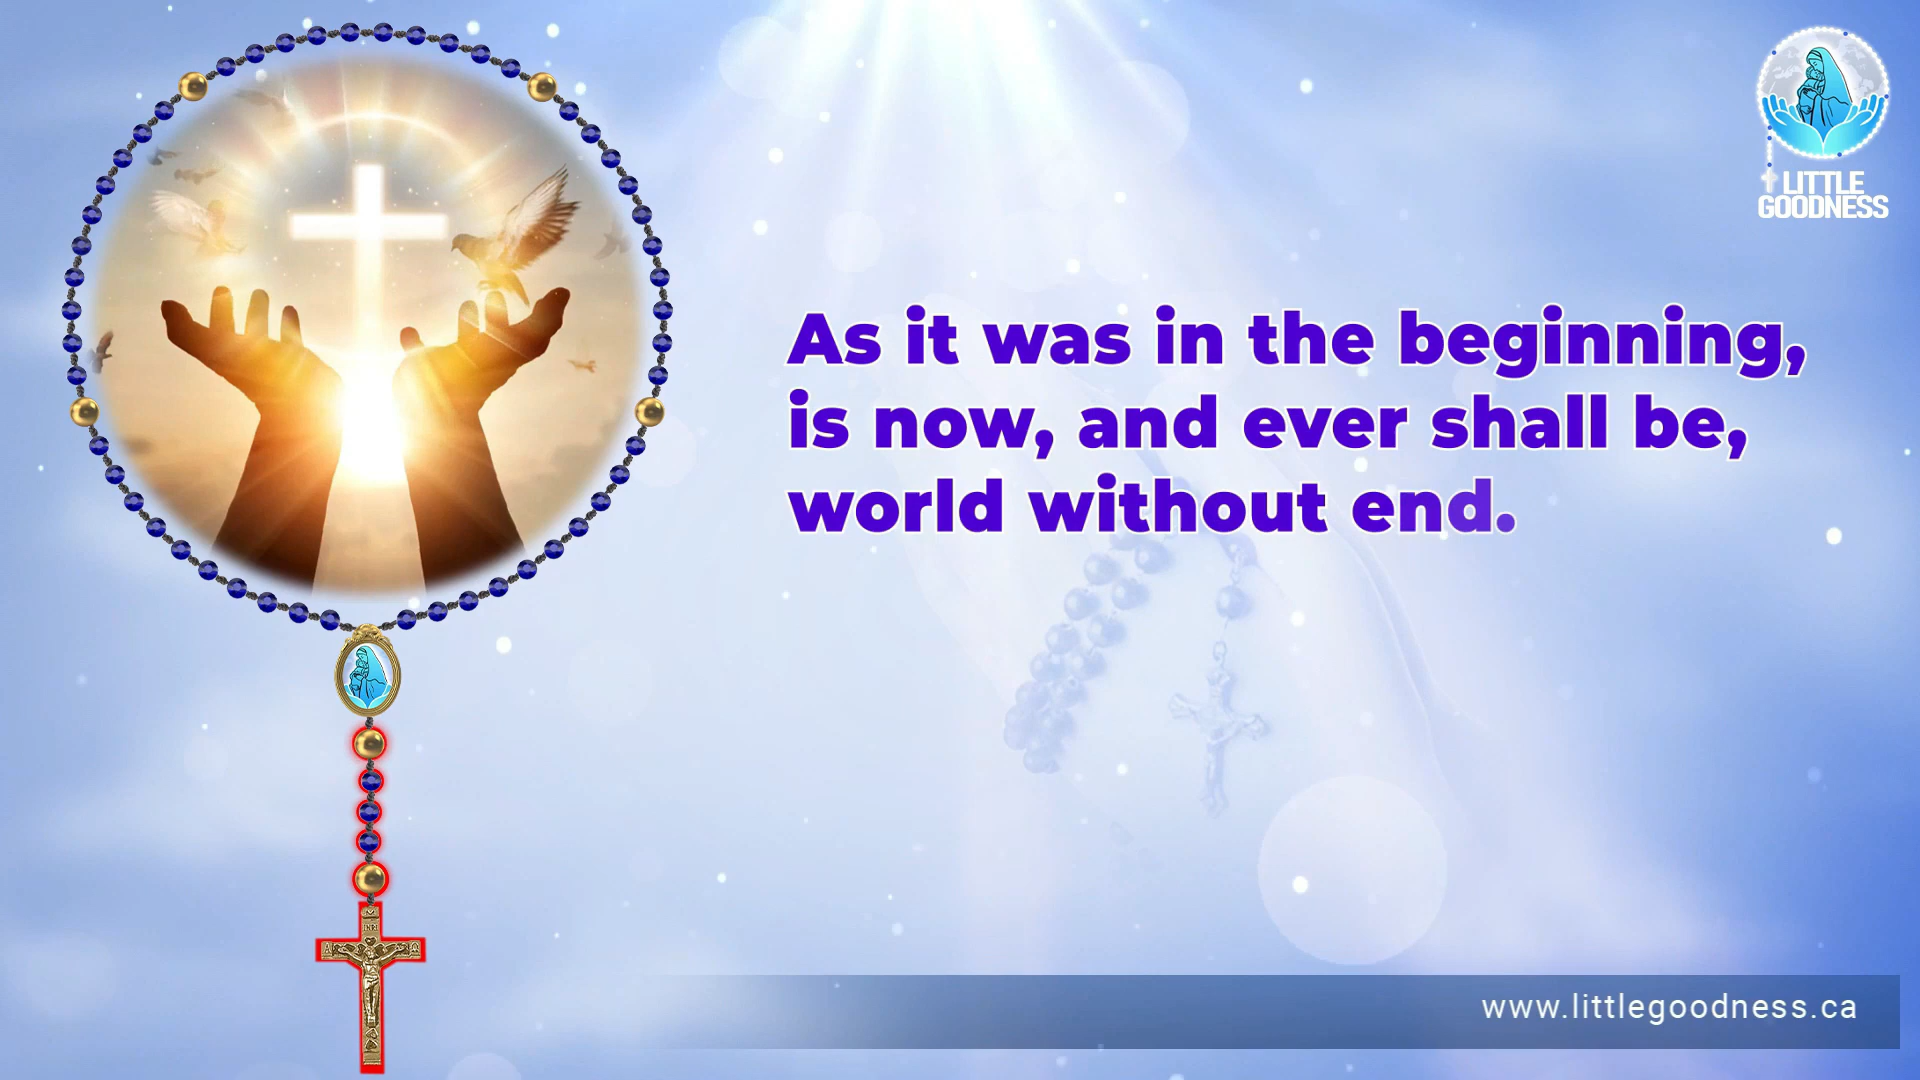 LITTLE
GOODNESS
As it was in the beginning,
is now, and ever shall be,
world without end.
INRI
A Ω
www.littlegoodness.ca